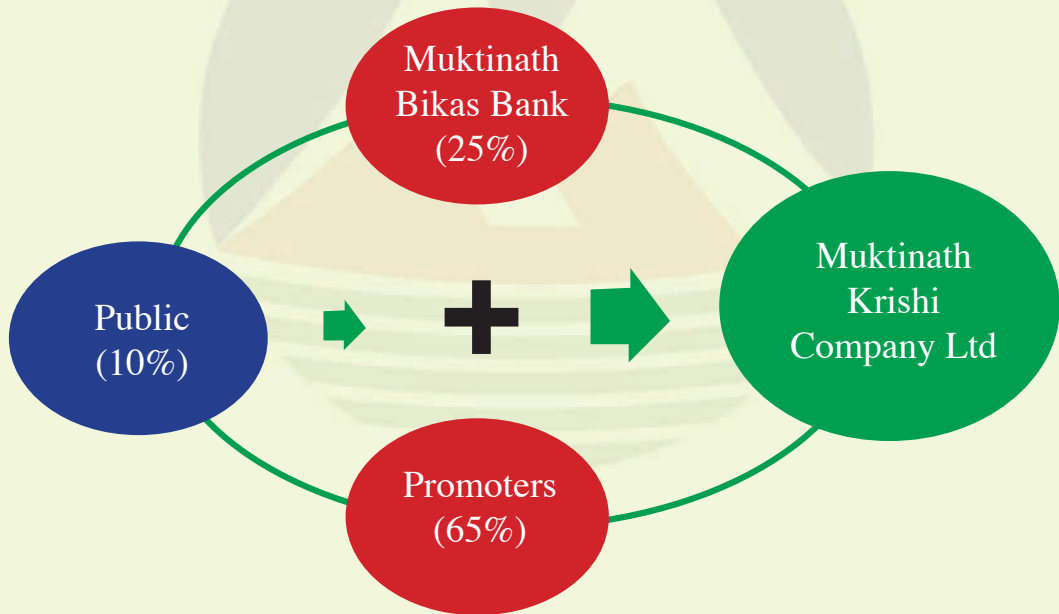 Muktinath
Bikas Bank
(25%)
Public
(10%)
Muktinath
Krishi
Company Ltd
Promoters
(65%)